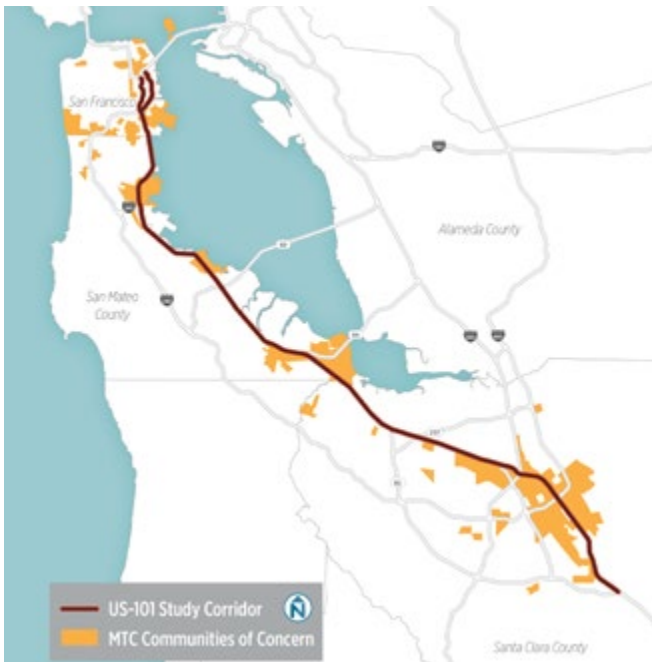 San Francisco
Alameda County
San Mateo
County
US-101 Study Corridor
N
MTC Communities of Concern
Santa Clara County